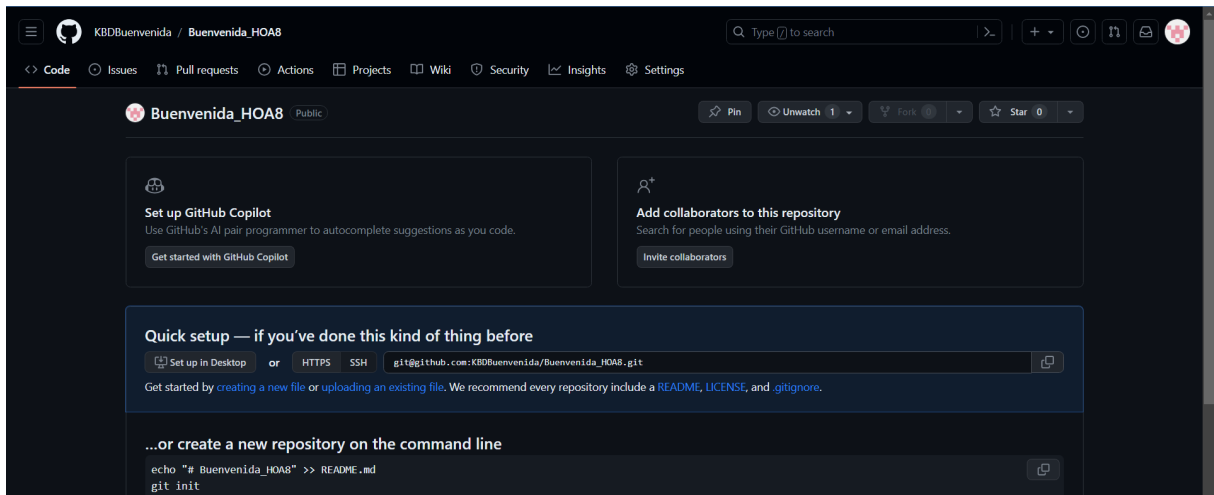 KBDBuenvenida / Buenvenida_HOA8
Type / to search
Code Issues Pull requests Actions Projects Wiki Security Insights Settings
Buenvenida_HOA8 Public
Pin Unwatch 1 Fork 0 Star 0
Set up GitHub Copilot
Use GitHub's AI pair programmer to autocomplete suggestions as you code.
Get started with GitHub Copilot
Add collaborators to this repository
Search for people using their GitHub username or email address.
Invite collaborators
Quick setup — if you've done this kind of thing before
Set up in Desktop or HTTPS SSH git@github.com:KBDBuenvenida/Buenvenida_HOA8.git
Get started by creating a new file or uploading an existing file. We recommend every repository include a README, LICENSE, and .gitignore.
...or create a new repository on the command line
echo "# Buenvenida_HOA8" >> README.md
git init